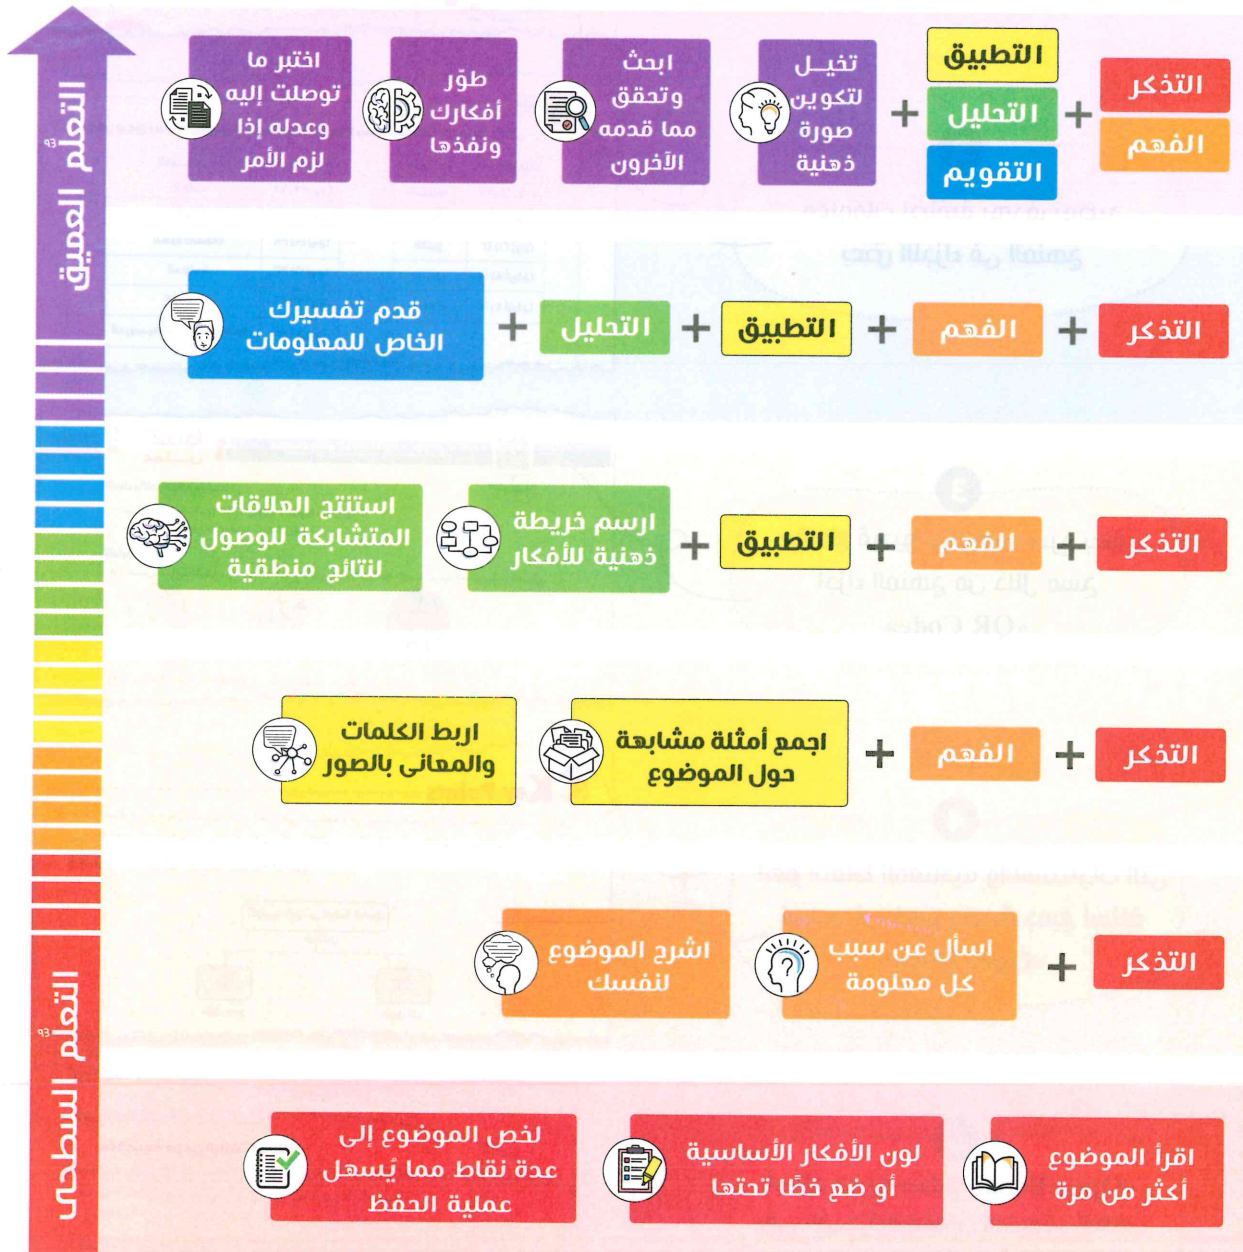 التعلم العميق
التذكر
الفهم
+
التطبيق
التحليل
التقويم
+
تخيـل
لتكوين
صورة
ذهنية
ابحث
وتحقق
مما قدمه
الآخرون
طوّر
أفكارك
ونفذها
اختبر ما
توصلت إليه
وعدله إذا
لزم الأمر
التذكر + الفهم + التطبيق + التحليل +
قدم تفسيرك
الخاص للمعلومات
التذكر + الفهم + التطبيق +
ارسم خريطة
ذهنية للأفكار
استنتج العلاقات
المتشابكة للوصول
لنتائج منطقية
التذكر + الفهم +
اجمع أمثلة مشابهة
حول الموضوع
اربط الكلمات
والمعانى بالصور
التذكر +
اسأل عن سبب
كل معلومة
اشرح الموضوع
لنفسك
التعلم السطحى
اقرأ الموضوع
أكثر من مرة
لون الأفكار الأساسية
أو ضع خطًا تحتها
لخص الموضوع إلى
عدة نقاط مما يُسهل
عملية الحفظ